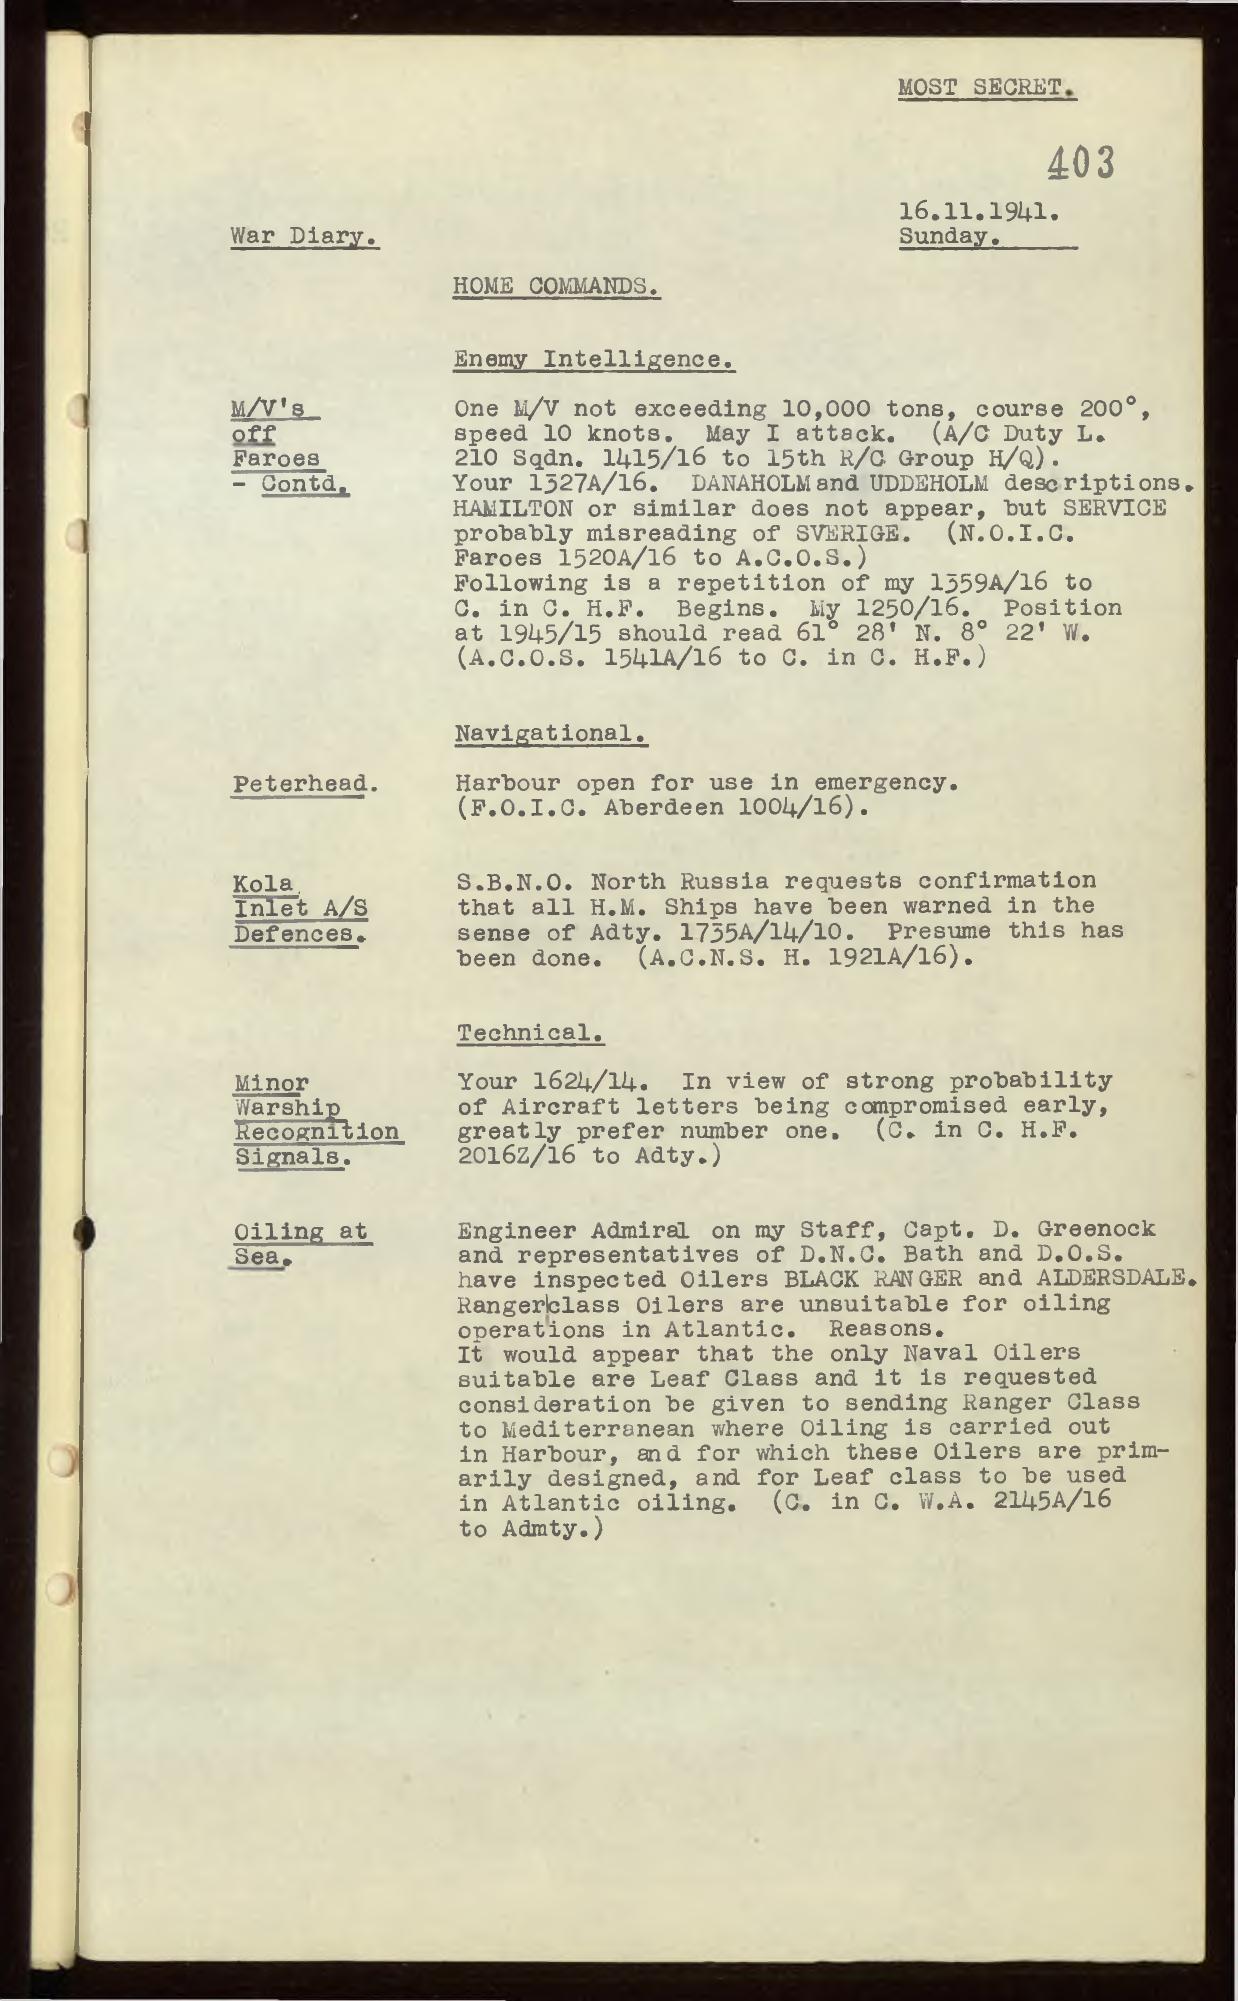 MOST SECRET.
403
16.11.1941.
War Diary.
Sunday.
HOME COMMANDS.
Enemy Intelligence.
M/V's
off
Faroes
- Contd.
One M/V not exceeding 10,000 tons, course 200°,
speed 10 knots. May I attack. (A/C Duty L.
210 Sqdn. 1415/16 to 15th R/C Group H/Q).
Your 1327A/16. DANAHOLM and UDDEHOLM descriptions.
HAMILTON or similar does not appear, but SERVICE
probably misreading of SVERIGE. (N.O.I.C.
Faroes 1520A/16 to A.C.O.S.)
Following is a repetition of my 1359A/16 to
C. in C. H.F. Begins. My 1250/16. Position
at 1945/15 should read 61° 28' N. 8° 22' W.
(A.C.O.S. 1541A/16 to C. in C. H.F.)
Navigational.
Peterhead.
Harbour open for use in emergency.
(F.O.I.C. Aberdeen 1004/16).
Kola
Inlet A/S
Defences.
S.B.N.O. North Russia requests confirmation
that all H.M. Ships have been warned in the
sense of Adty. 1735A/14/10. Presume this has
been done. (A.C.N.S. H. 1921A/16).
Technical.
Minor
Warship
Recognition
Signals.
Your 1624/14. In view of strong probability
of Aircraft letters being compromised early,
greatly prefer number one. (C. in C. H.F.
2016Z/16 to Adty.)
Oiling at
Sea.
Engineer Admiral on my Staff, Capt. D. Greenock
and representatives of D.N.C. Bath and D.O.S.
have inspected Oilers BLACK RANGER and ALDERSDALE.
Ranger class Oilers are unsuitable for oiling
operations in Atlantic. Reasons.
It would appear that the only Naval Oilers
suitable are Leaf Class and it is requested
consideration be given to sending Ranger Class
to Mediterranean where Oiling is carried out
in Harbour, and for which these Oilers are prim-
arily designed, and for Leaf class to be used
in Atlantic oiling. (C. in C. W.A. 2145A/16
to Admty.)